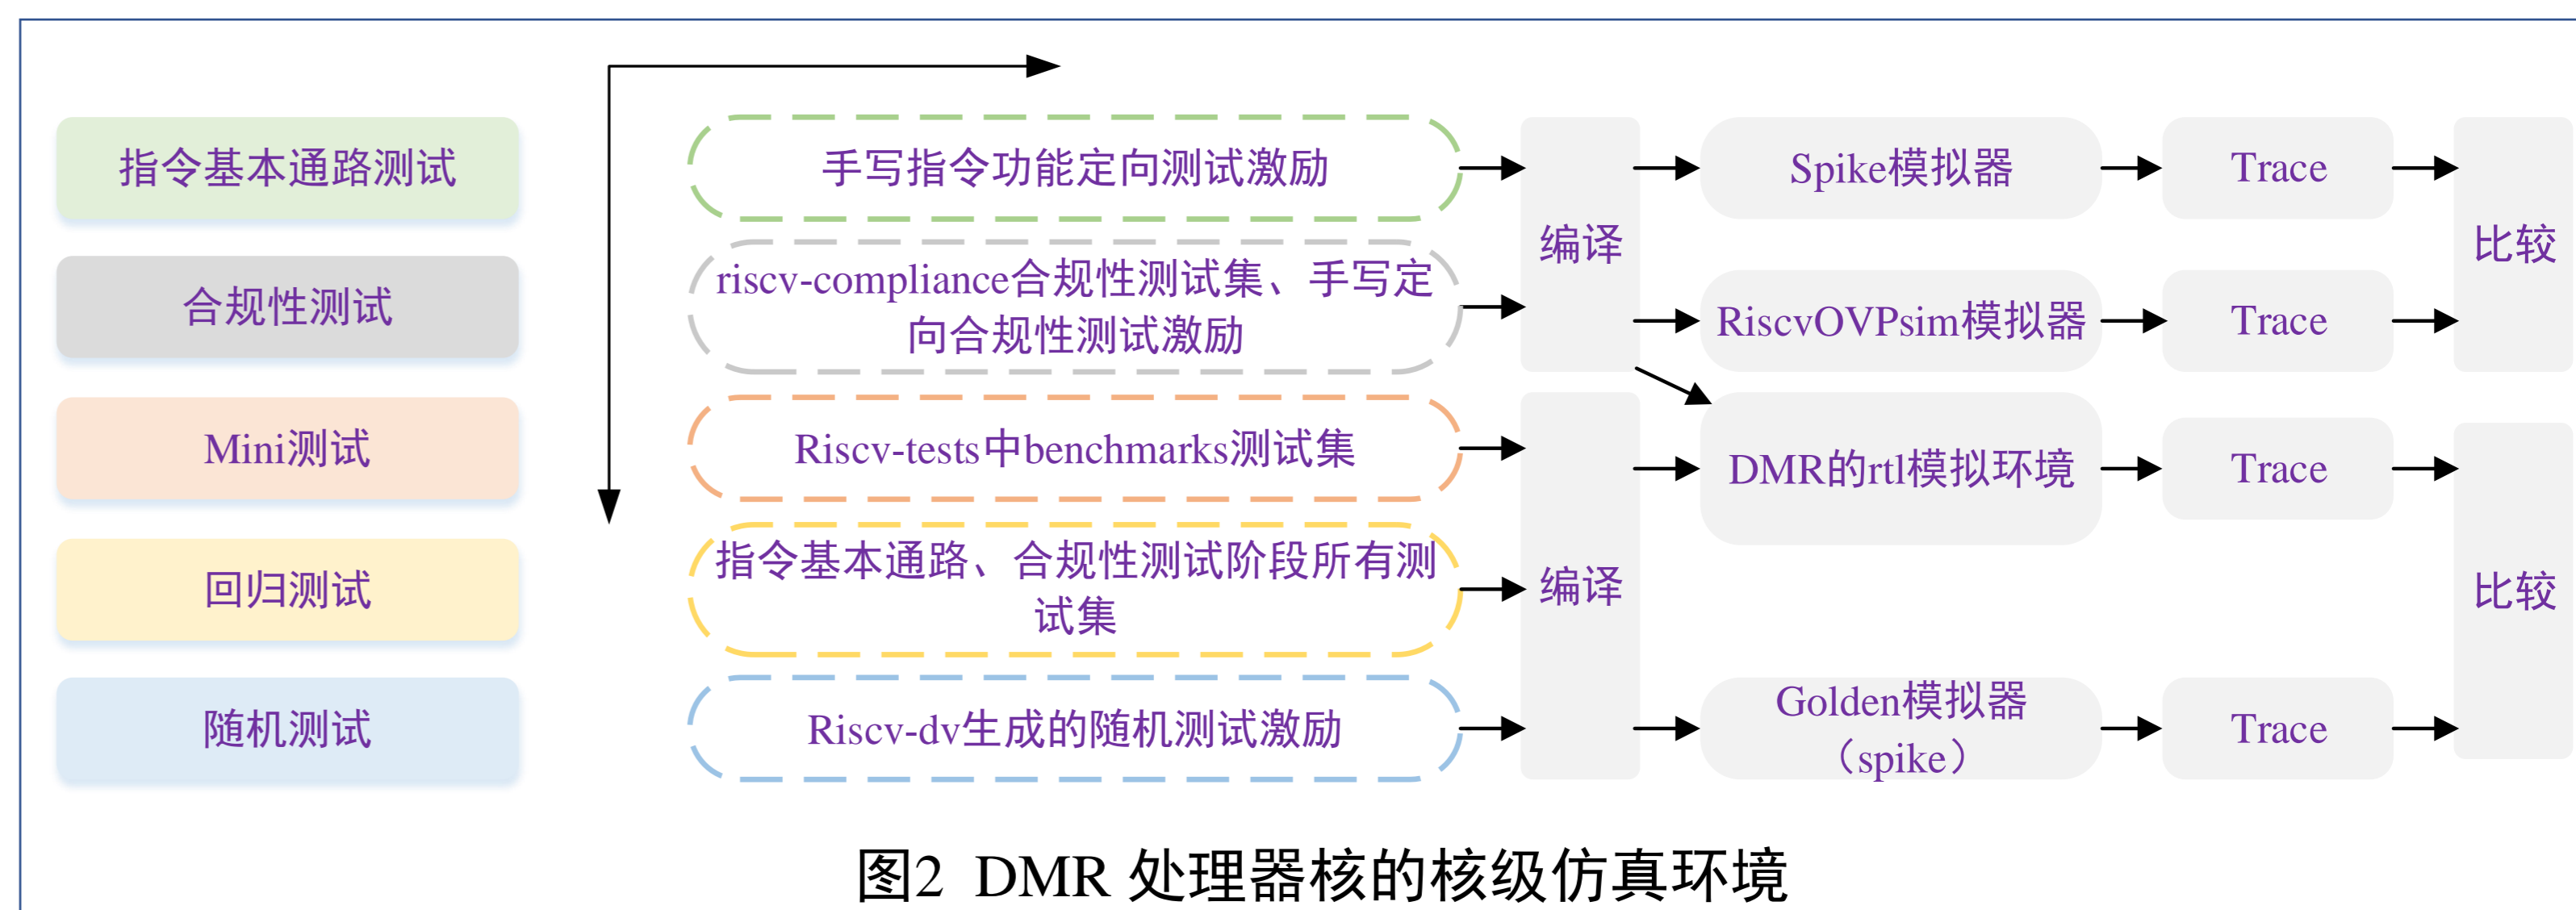 指令基本通路测试
手写指令功能定向测试激励
Spike模拟器
Trace
编译
比较
合规性测试
riscv-compliance合规性测试集、手写定
向合规性测试激励
RiscvOVPsim模拟器
Trace
Mini测试
Riscv-tests中benchmarks测试集
DMR的rtl模拟环境
Trace
回归测试
指令基本通路、合规性测试阶段所有测
试集
编译
比较
随机测试
Riscv-dv生成的随机测试激励
Golden模拟器
（spike）
Trace
图2 DMR 处理器核的核级仿真环境